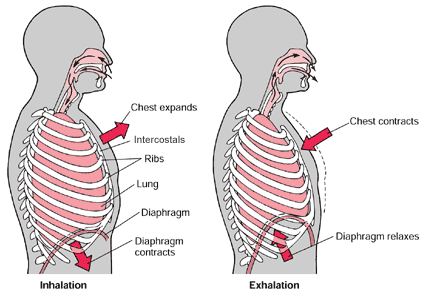 Chest expands
Intercostals
Ribs
Lung
Diaphragm
Diaphragm
contracts
Inhalation
Chest contracts
Diaphragm relaxes
Exhalation